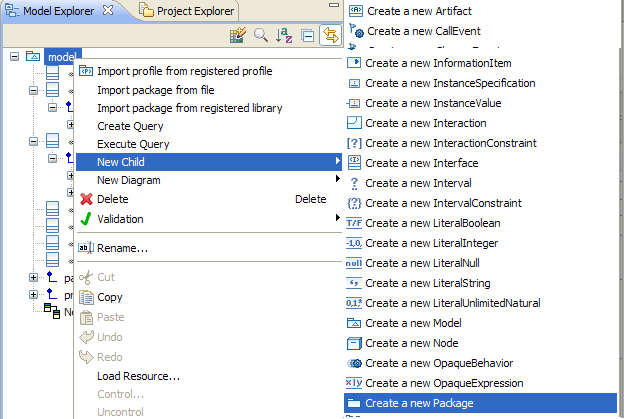 Model Explorer
Project Explorer
model
Import profile from registered profile
Import package from file
Import package from registered library
Create Query
Execute Query
New Child
New Diagram
Delete Delete
Validation
Rename...
Cut
Copy
Paste
Undo
Redo
Load Resource...
Control...
Uncontrol
pa
pr
Create a new Artifact
Create a new CallEvent
Create a new InformationItem
Create a new InstanceSpecification
Create a new InstanceValue
Create a new Interaction
Create a new InteractionConstraint
Create a new Interface
Create a new Interval
Create a new IntervalConstraint
Create a new LiteralBoolean
Create a new LiteralInteger
Create a new LiteralNull
Create a new LiteralString
Create a new LiteralUnlimitedNatural
Create a new Model
Create a new Node
Create a new OpaqueBehavior
Create a new OpaqueExpression
Create a new Package